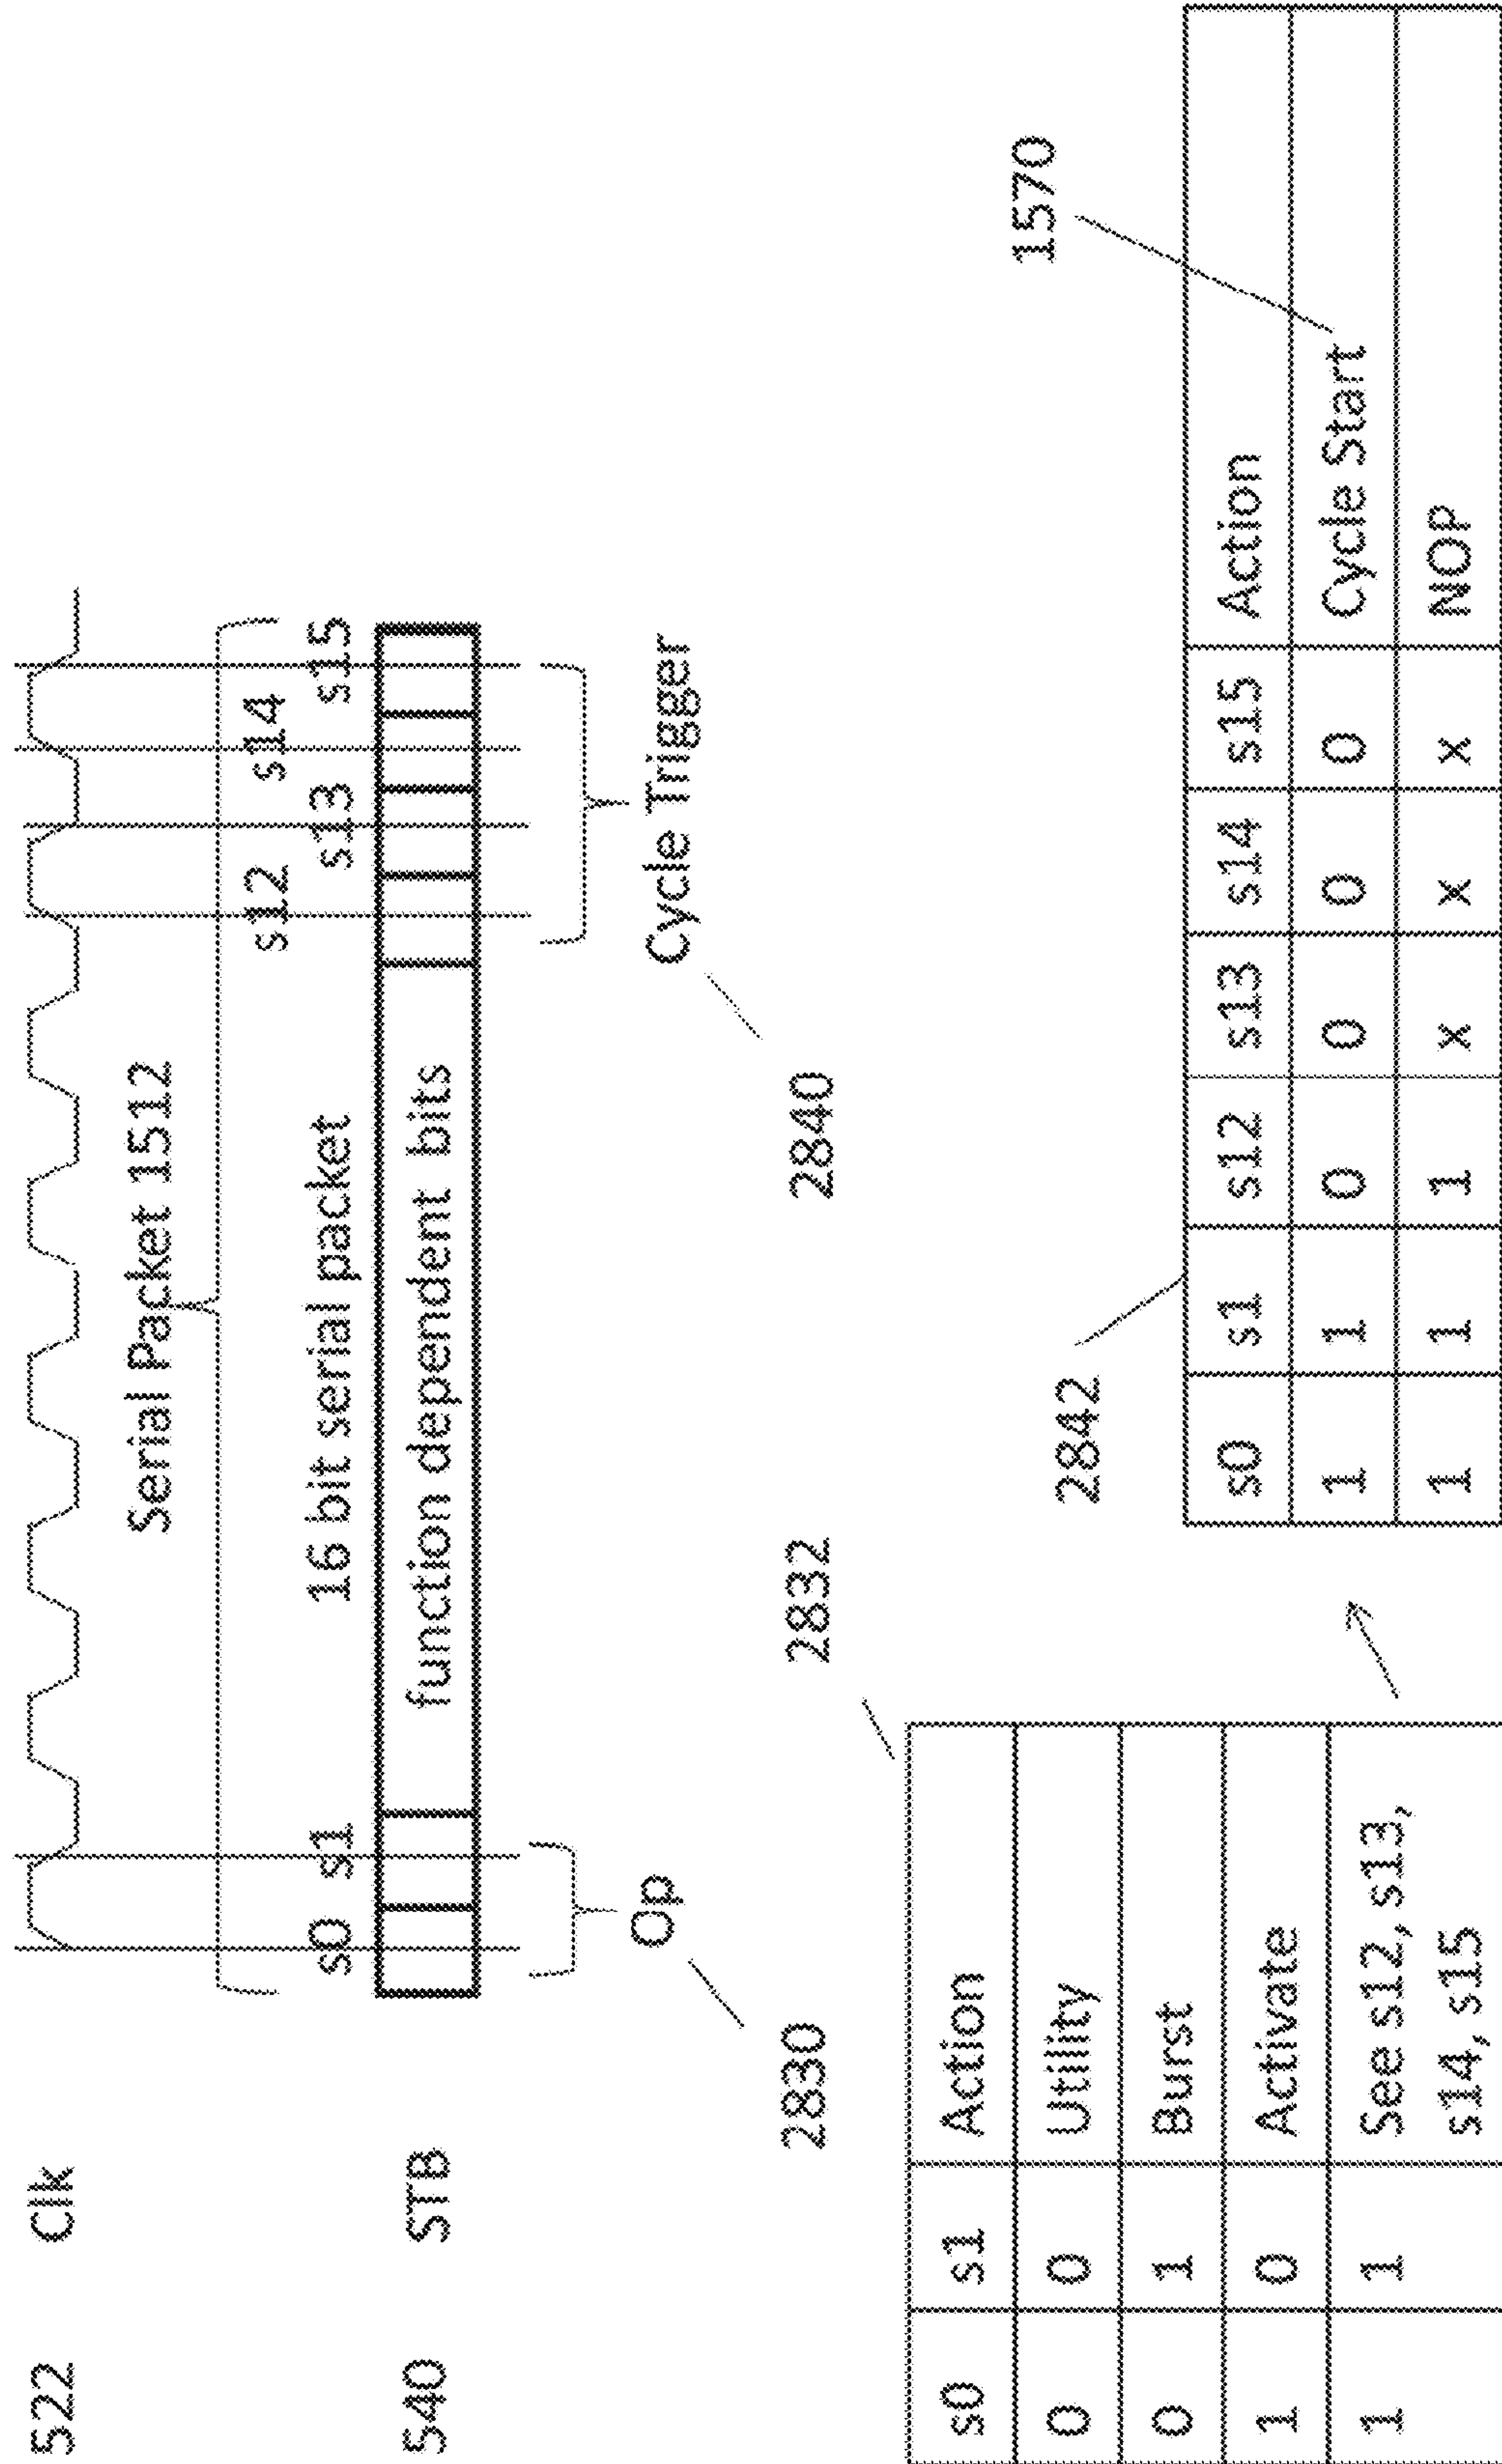 522 Clk
Serial Packet 1512
s12 s14
16 bit serial packet
s0 s1 s13 s15
540 STB
function dependent bits
Op
Cycle Trigger
2830
2840
2832
s0 s1 Action
0 0 Utility
0 1 Burst
1 0 Activate
1 1 See s12, s13,
s14, s15
2842
1570
s0 s1 s12 s13 s14 s15 Action
1 1 0 0 0 0 Cycle Start
1 1 1 x x x NOP